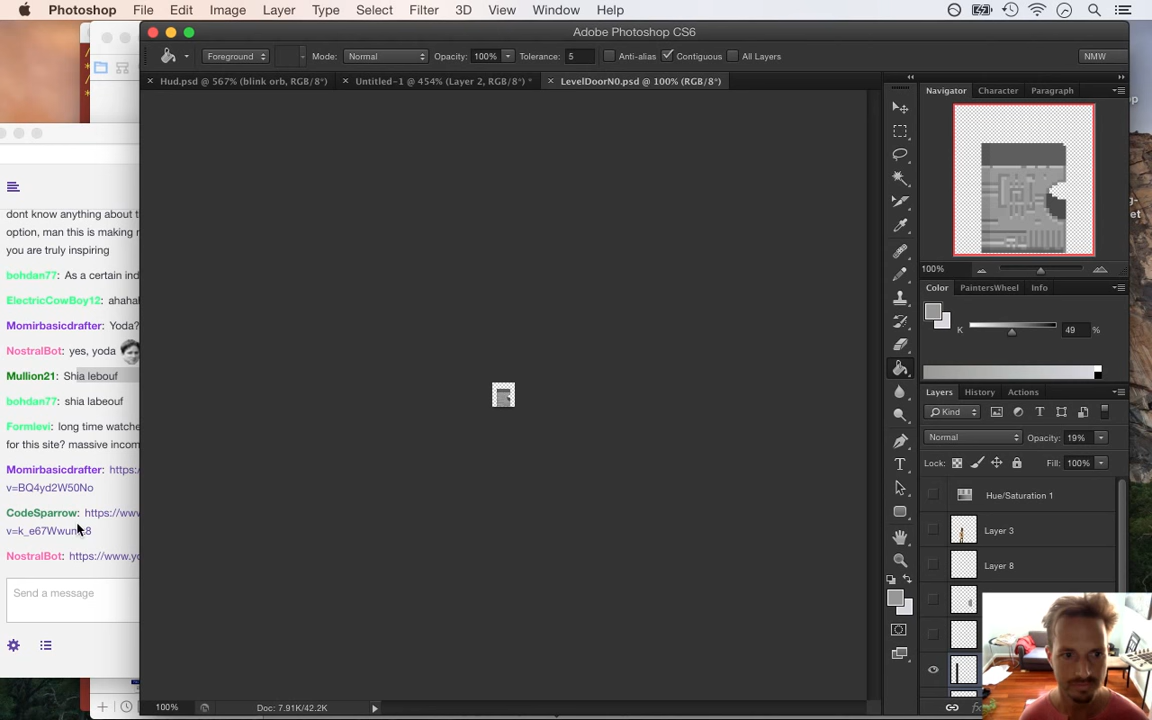 Photoshop File Edit Image Layer Type Select Filter 3D View Window Help
Adobe Photoshop CS6
Foreground Mode: Normal Opacity: 100% Tolerance: 5 Anti-alias Contiguous All Layers NMW
Hud.psd @ 567% (blink orb, RGB/8*) Untitled-1 @ 454% (Layer 2, RGB/8*) * LevelDoorN0.psd @ 100% (RGB/8*)
Navigator Character Paragraph
100%
Color PaintersWheel Info
K 49 %
Layers History Actions
Kind
Normal Opacity: 19%
Lock: Fill: 100%
Hue/Saturation 1
Layer 3
Layer 8
fx
dont know anything about t
option, man this is making m
you are truly inspiring
bohdan77: As a certain ind
ElectricCowBoy12: ahahah
Momirbasicdrafter: Yoda?
NostralBot: yes, yoda
Mullion21: Shia lebouf
bohdan77: shia labeouf
Formlevi: long time watche
for this site? massive incom
Momirbasicdrafter: https:/
v=BQ4yd2W50No
CodeSparrow: https://www
NostralBot: https://www.yo
Send a message
100% Doc: 7.91K/42.2K